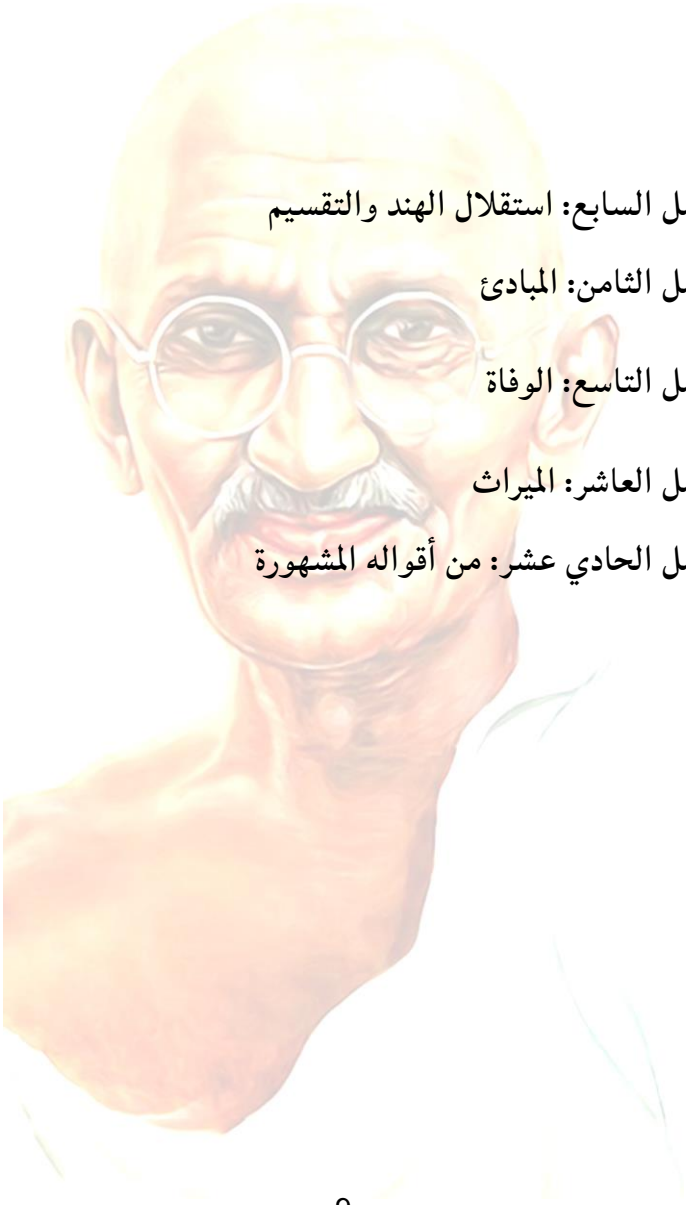 السابع: استقلال الهند والتقسيم
الثامن: المبادئ
التاسع: الوفاة
العاشر: الميراث
الحادي عشر: من أقواله المشهورة